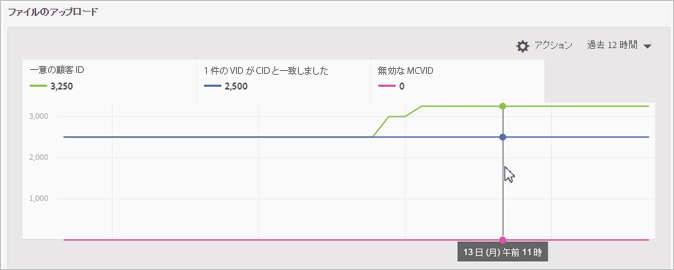 ファイルのアップロード
アクション 過去 12 時間
一意の顧客 ID
3,250
1 件の VID が CID と一致しました
2,500
無効な MCVID
0
3,000
2,000
1,000
13 日 (月) 午前 11 時